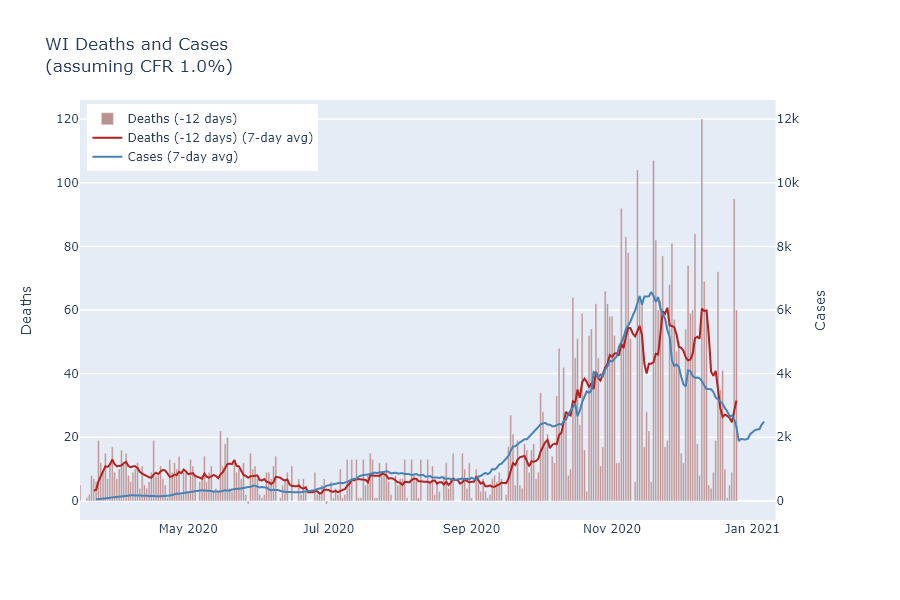 WI Deaths and Cases
(assuming CFR 1.0%)
Deaths (-12 days)
Deaths (-12 days) (7-day avg)
Cases (7-day avg)
120
100
80
60
40
20
0
Deaths
12k
10k
8k
6k
4k
2k
0
Cases
May 2020
Jul 2020
Sep 2020
Nov 2020
Jan 2021